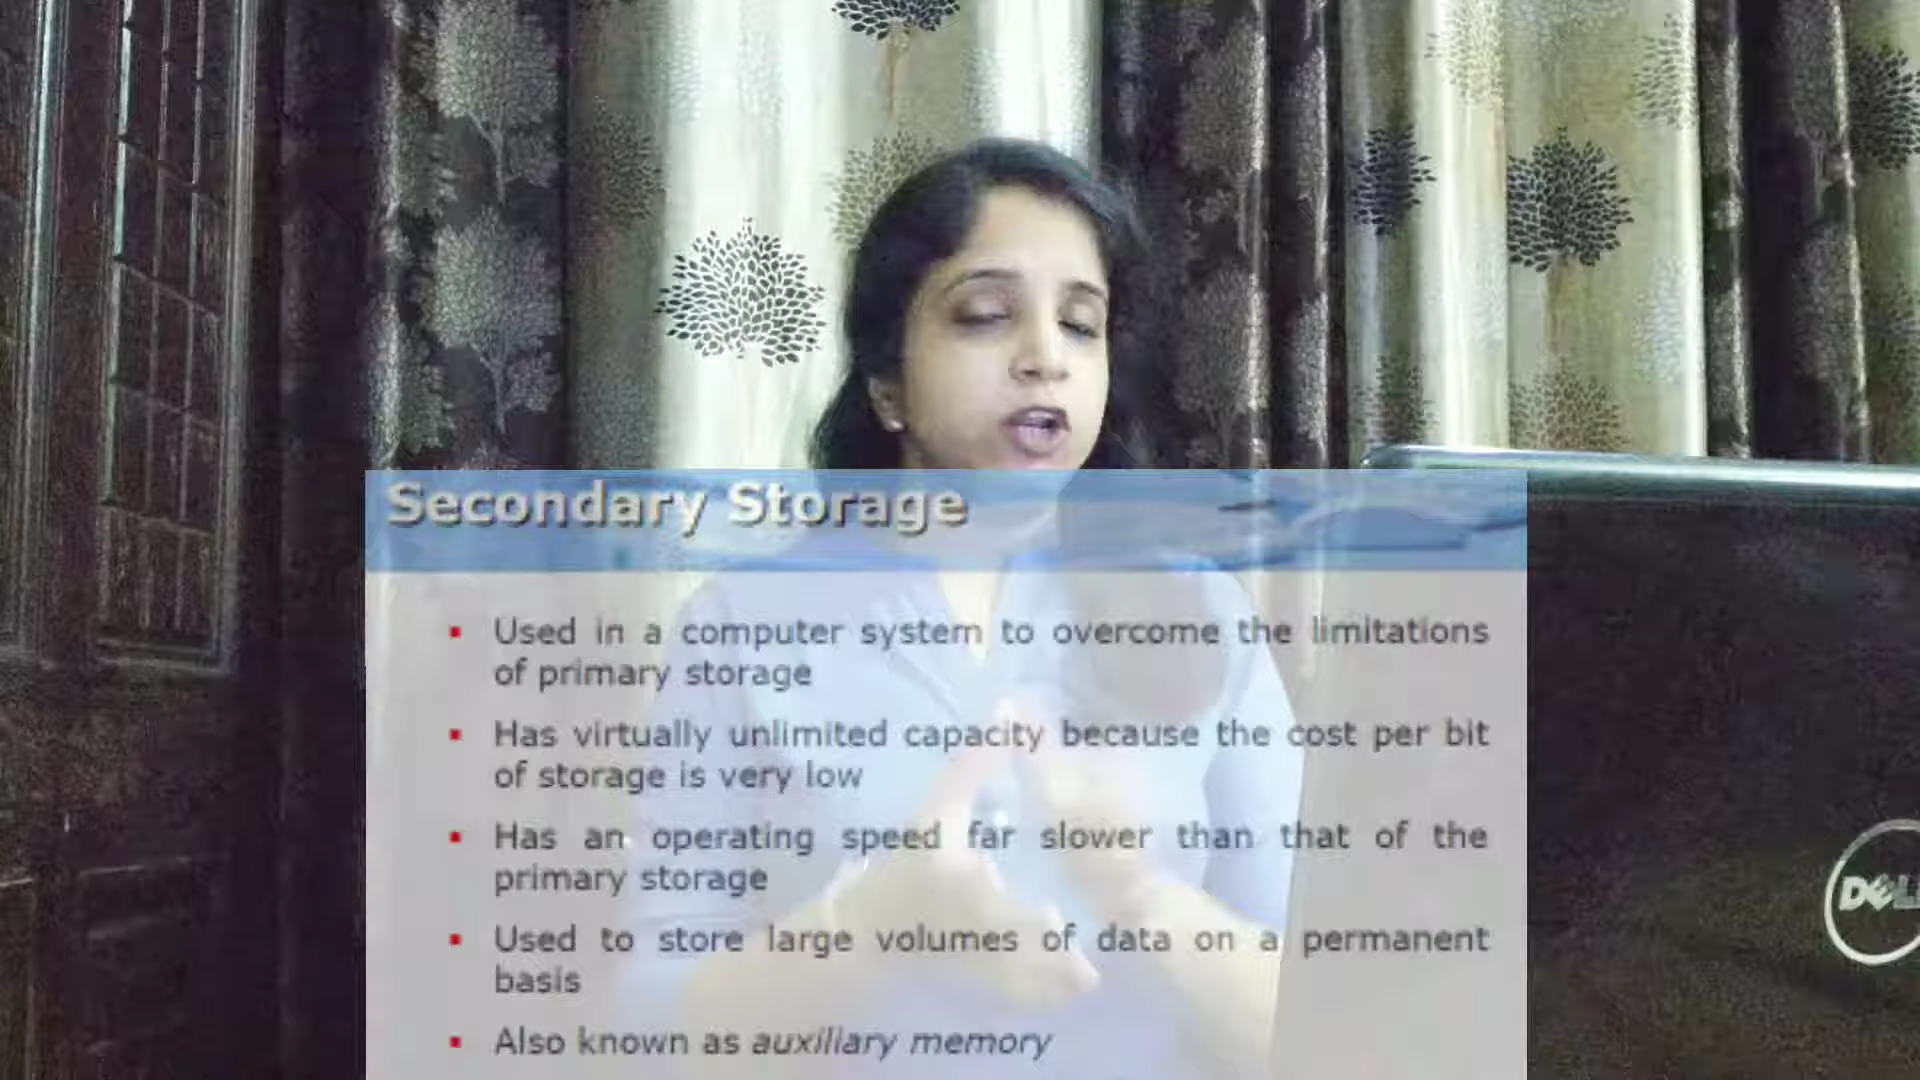 Secondary Storage
Used in a computer system to overcome the limitations
of primary storage
Has virtually unlimited capacity because the cost per bit
of storage is very low
Has an operating speed far slower than that of the
primary storage
Used to store large volumes of data on a permanent
basis
Also known as auxiliary memory
DELL